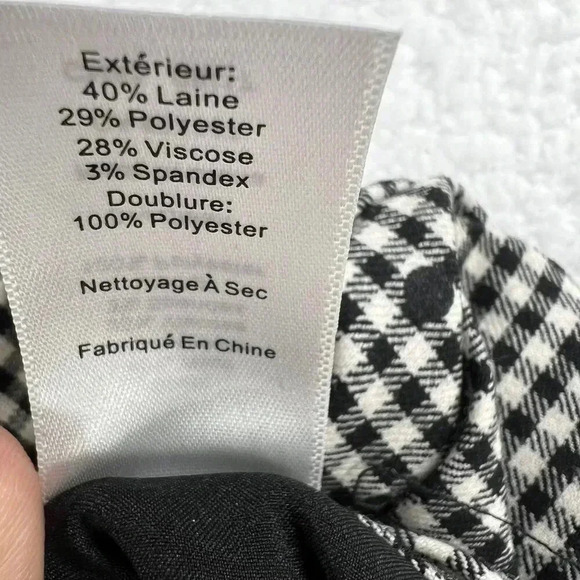 Extérieur:
40% Laine
29% Polyester
28% Viscose
3% Spandex
Doublure:
100% Polyester
Nettoyage À Sec
Fabriqué En Chine